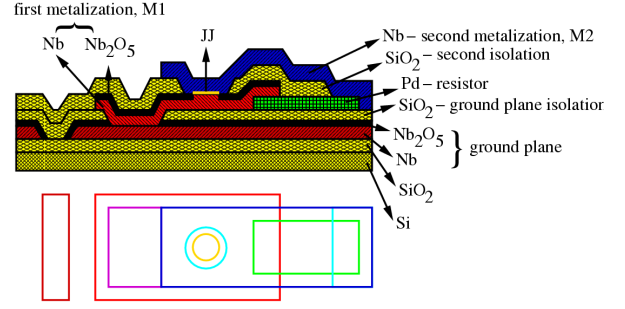 first metalization, M1
Nb Nb2O5
JJ
Nb – second metalization, M2
SiO2 – second isolation
Pd – resistor
SiO2 – ground plane isolatior
Nb2O5
Nb
ground plane
SiO2
Si